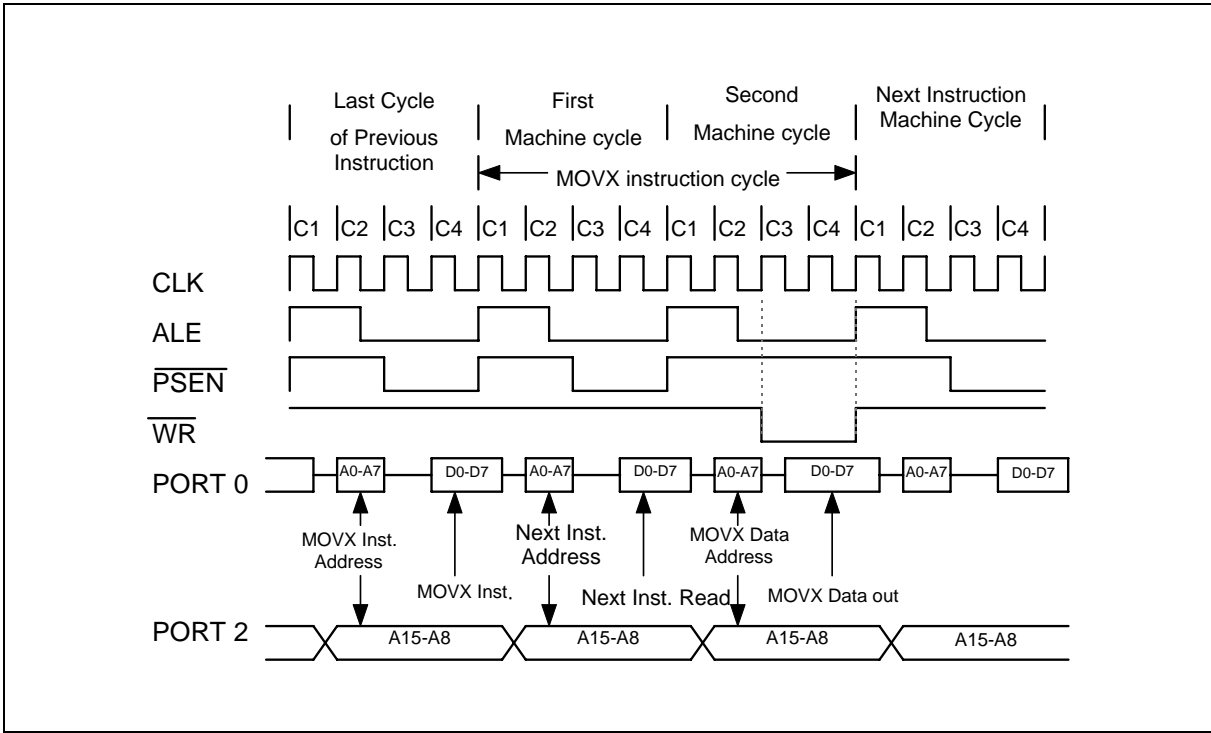 Last Cycle
of Previous
Instruction
First
Machine cycle
Second
Machine cycle
Next Instruction
Machine Cycle
MOVX instruction cycle
C1 C2 C3 C4 C1 C2 C3 C4 C1 C2 C3 C4 C1 C2 C3 C4
CLK
ALE
PSEN
WR
PORT 0
A0-A7 D0-D7 A0-A7 D0-D7 A0-A7 D0-D7 A0-A7 D0-D7
MOVX Inst.
Address
MOVX Inst.
Next Inst.
Address
Next Inst. Read
MOVX Data
Address
MOVX Data out
PORT 2
A15-A8 A15-A8 A15-A8 A15-A8